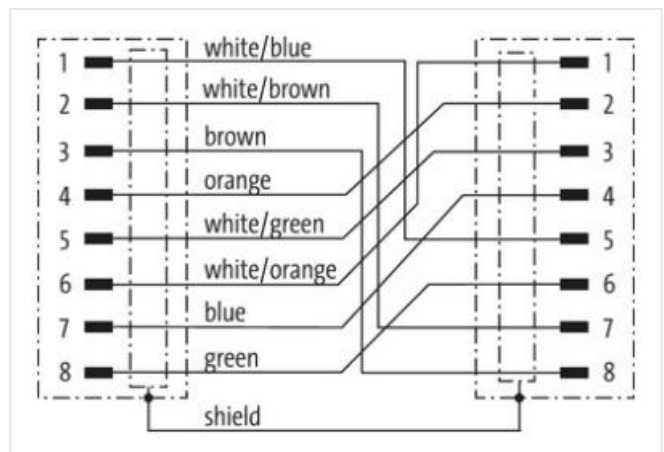 1 white/blue 1
2 white/brown 2
3 brown 3
4 orange 4
5 white/green 5
6 white/orange 6
7 blue 7
8 green 8
shield